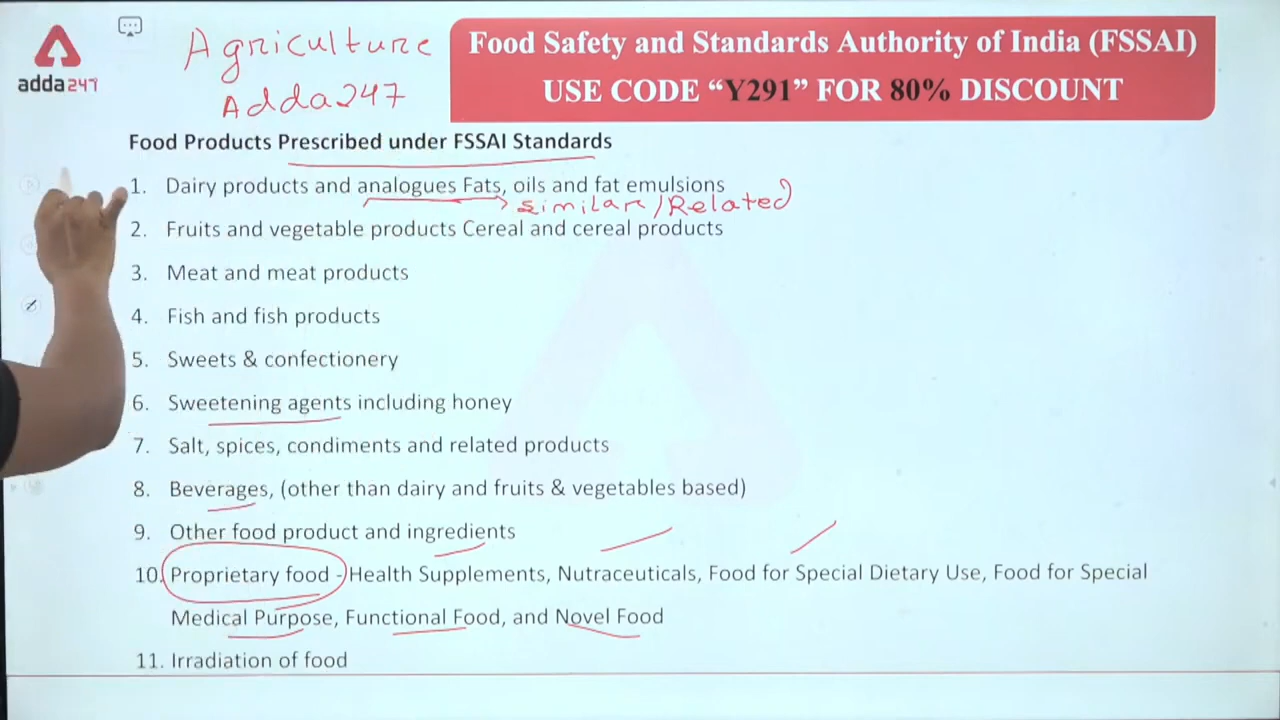 adda247
Agriculture
Adda247
Food Safety and Standards Authority of India (FSSAI)
USE CODE “Y291” FOR 80% DISCOUNT
Food Products Prescribed under FSSAI Standards
1. Dairy products and analogues Fats, oils and fat emulsions
similar/Related
2. Fruits and vegetable products Cereal and cereal products
3. Meat and meat products
4. Fish and fish products
5. Sweets & confectionery
6. Sweetening agents including honey
7. Salt, spices, condiments and related products
8. Beverages, (other than dairy and fruits & vegetables based)
9. Other food product and ingredients
10. Proprietary food - Health Supplements, Nutraceuticals, Food for Special Dietary Use, Food for Special
Medical Purpose, Functional Food, and Novel Food
11. Irradiation of food